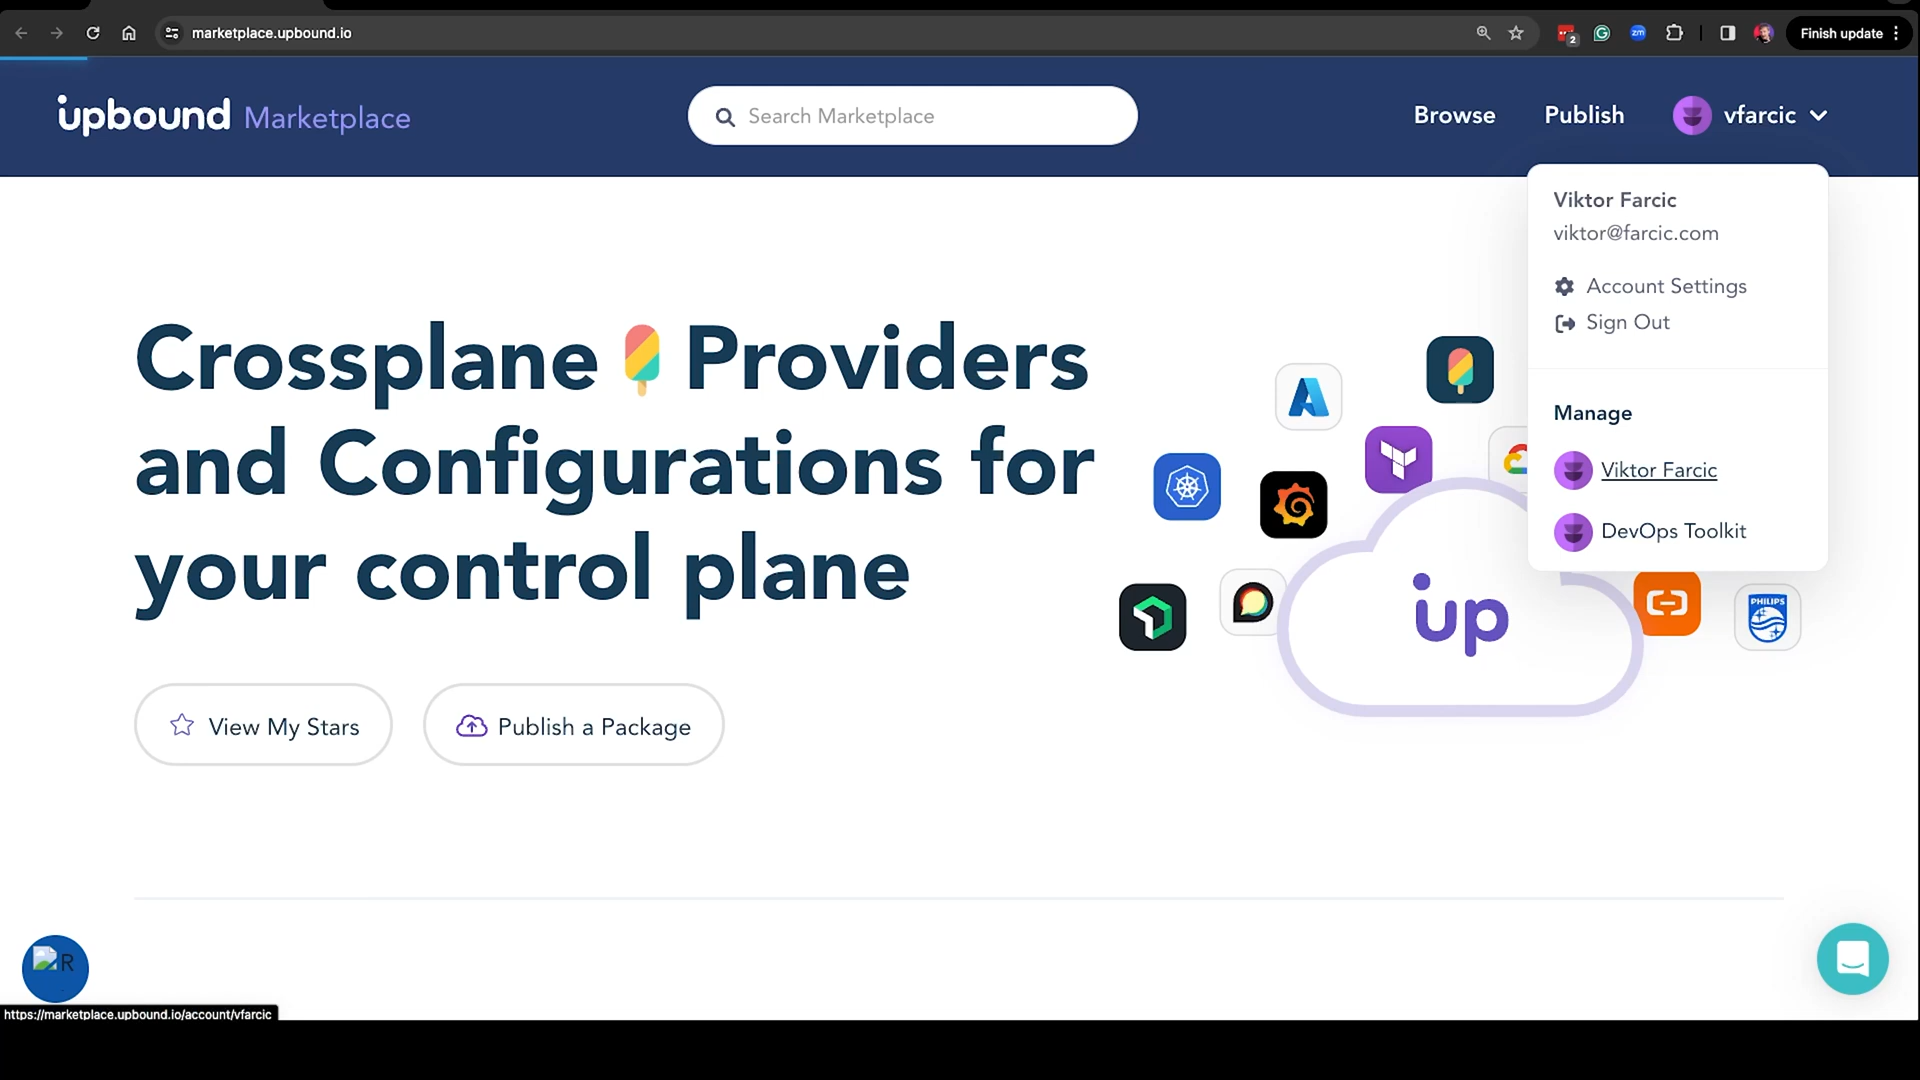 marketplace.upbound.io
2
zm
Finish update
upbound Marketplace
Search Marketplace
Browse
Publish
vfarcic
Viktor Farcic
viktor@farcic.com
Account Settings
Sign Out
Manage
Viktor Farcic
DevOps Toolkit
Crossplane Providers
and Configurations for
your control plane
up
PHILIPS
View My Stars
Publish a Package
R
https://marketplace.upbound.io/account/vfarcic